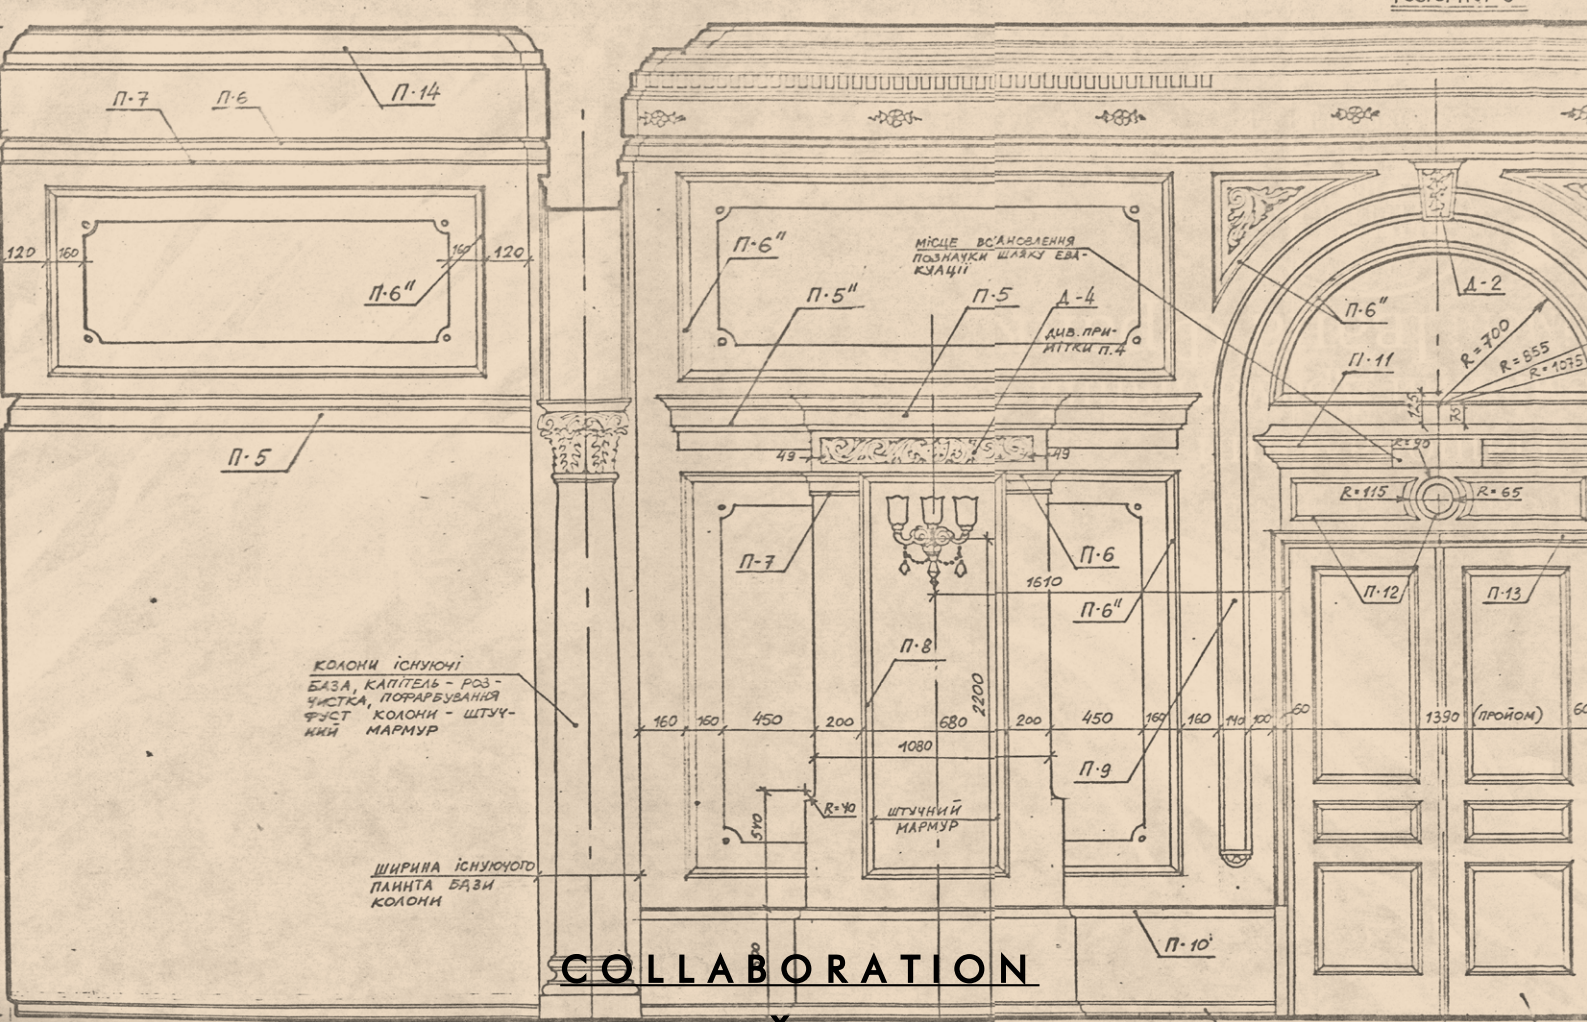 П-7
П-6
П-14
120
160
160
120
П-6"
П-5
П-6"
МІСЦЕ ВСТАНОВЛЕННЯ
ПОЗНАЧКИ ШЛЯХУ ЕВА-
КУАЦІЇ
П-5"
П-5
Д-4
ДИВ. ПРИ-
МІТКИ П.4
Д-2
П-6"
R=700
R=855
R=1075
П-11
125
75
49
49
R=90
R=115
R=65
П-7
П-6
1610
П-6"
П-12
П-13
П-8
КОЛОНИ ІСНУЮЧІ
БАЗА, КАПІТЕЛЬ - РОЗ-
ЧИСТКА, ПОФАРБУВАННЯ
ФУСТ КОЛОНИ - ШТУЧ-
НИЙ МАРМУР
2200
160
160
450
200
680
200
450
160
160
140
100
60
1390 (ПРОЙОМ)
1080
П-9
540
R=40
ШТУЧНИЙ
МАРМУР
ШИРИНА ІСНУЮЧОГО
ПЛИНТА БАЗИ
КОЛОНИ
П-10
COLLABORATION